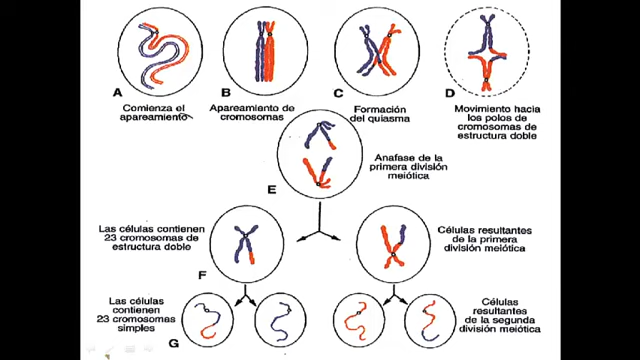 A
Comienza el
apareamiento
B
Apareamiento de
cromosomas
C
Formación
del quiasma
D
Movimiento hacia
los polos de
cromosomas de
estructura doble
E
Anafase de la
primera división
meiótica
Las células contienen
23 cromosomas de
estructura doble
F
Células resultantes
de la primera
división meiótica
Las células
contienen
23 cromosomas
simples
G
Células
resultantes
de la segunda
división meiótica